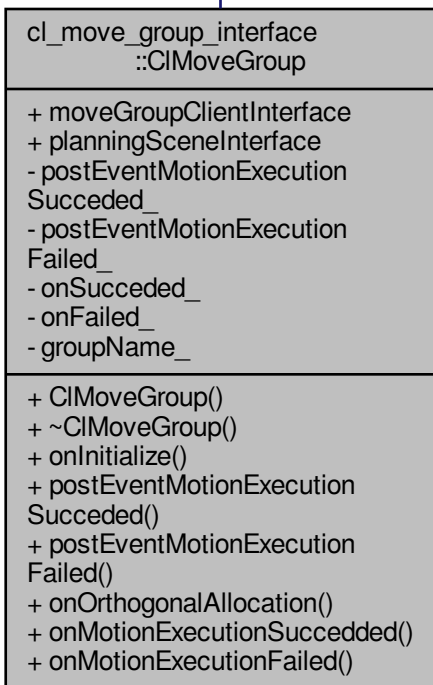 cl_move_group_interface
::ClMoveGroup
+ moveGroupClientInterface
+ planningSceneInterface
- postEventMotionExecution
Succeded_
- postEventMotionExecution
Failed_
- onSucceded_
- onFailed_
- groupName_
+ ClMoveGroup()
+ ~ClMoveGroup()
+ onInitialize()
+ postEventMotionExecution
Succeded()
+ postEventMotionExecution
Failed()
+ onOrthogonalAllocation()
+ onMotionExecutionSuccedded()
+ onMotionExecutionFailed()